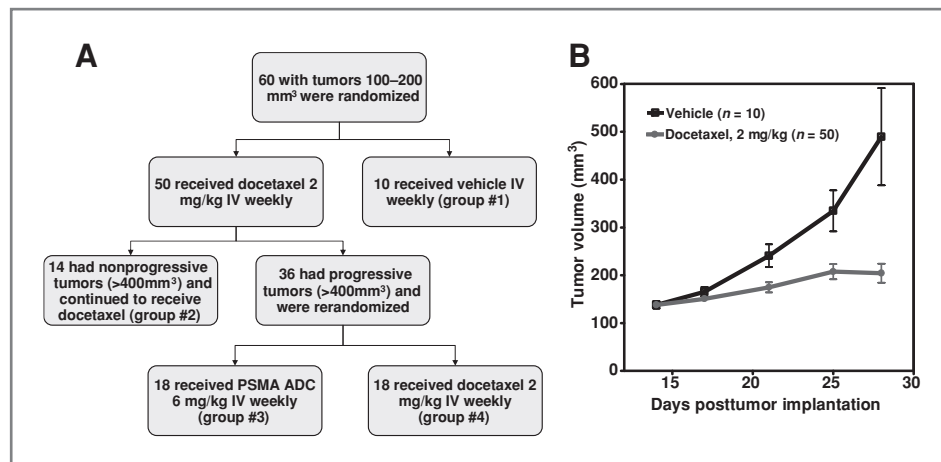 A
60 with tumors 100–200
mm³ were randomized
50 received docetaxel 2
mg/kg IV weekly
10 received vehicle IV
weekly (group #1)
14 had nonprogressive
tumors (>400mm³) and
continued to receive
docetaxel (group #2)
36 had progressive
tumors (>400mm³) and
were rerandomized
18 received PSMA ADC
6 mg/kg IV weekly
(group #3)
18 received docetaxel 2
mg/kg IV weekly
(group #4)
B
600
500
400
300
200
100
0
Tumor volume (mm³)
Vehicle (n = 10)
Docetaxel, 2 mg/kg (n = 50)
15
20
25
30
Days posttumor implantation